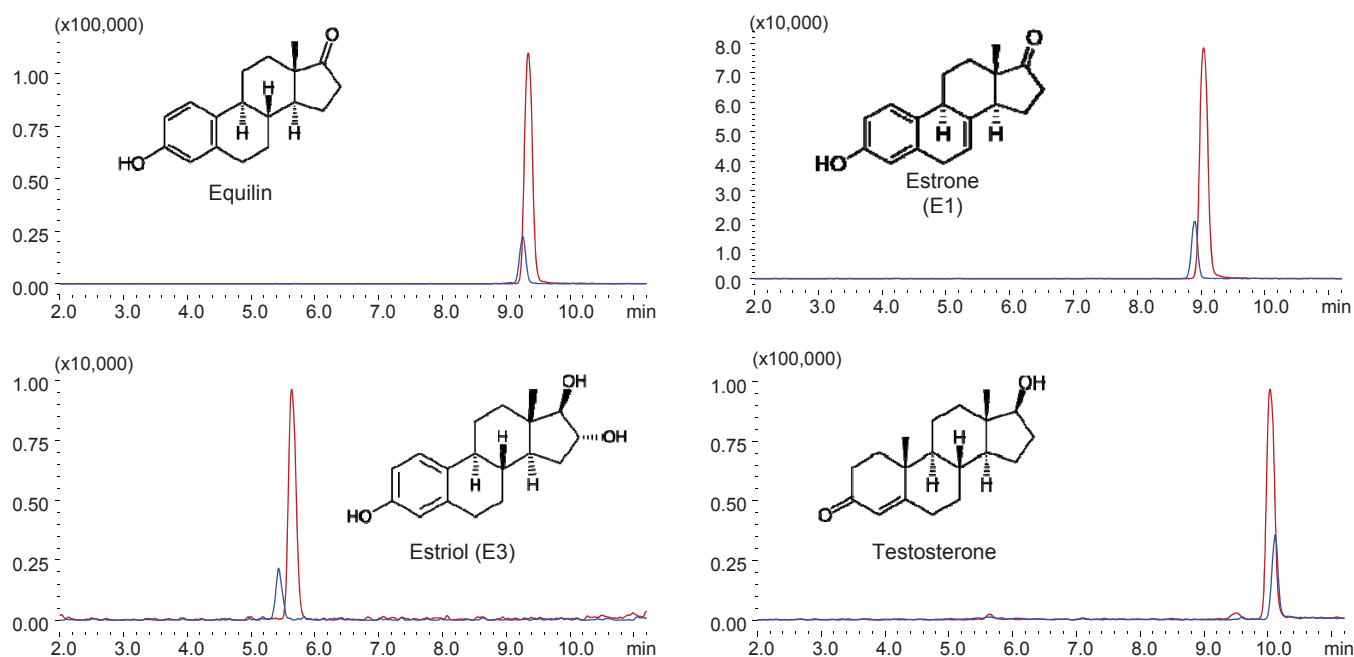 (x100,000)
1.00
0.75
0.50
0.25
0.00
2.0 3.0 4.0 5.0 6.0 7.0 8.0 9.0 10.0 min
O
H
H
H
HO
Equilin
(x10,000)
8.0
7.0
6.0
5.0
4.0
3.0
2.0
1.0
0.0
2.0 3.0 4.0 5.0 6.0 7.0 8.0 9.0 10.0 min
O
H
H
HO
Estrone
(E1)
(x10,000)
1.00
0.75
0.50
0.25
0.00
2.0 3.0 4.0 5.0 6.0 7.0 8.0 9.0 10.0 min
OH
OH
H
H
H
HO
Estriol (E3)
(x100,000)
1.00
0.75
0.50
0.25
0.00
2.0 3.0 4.0 5.0 6.0 7.0 8.0 9.0 10.0 min
OH
H
H
H
O
Testosterone